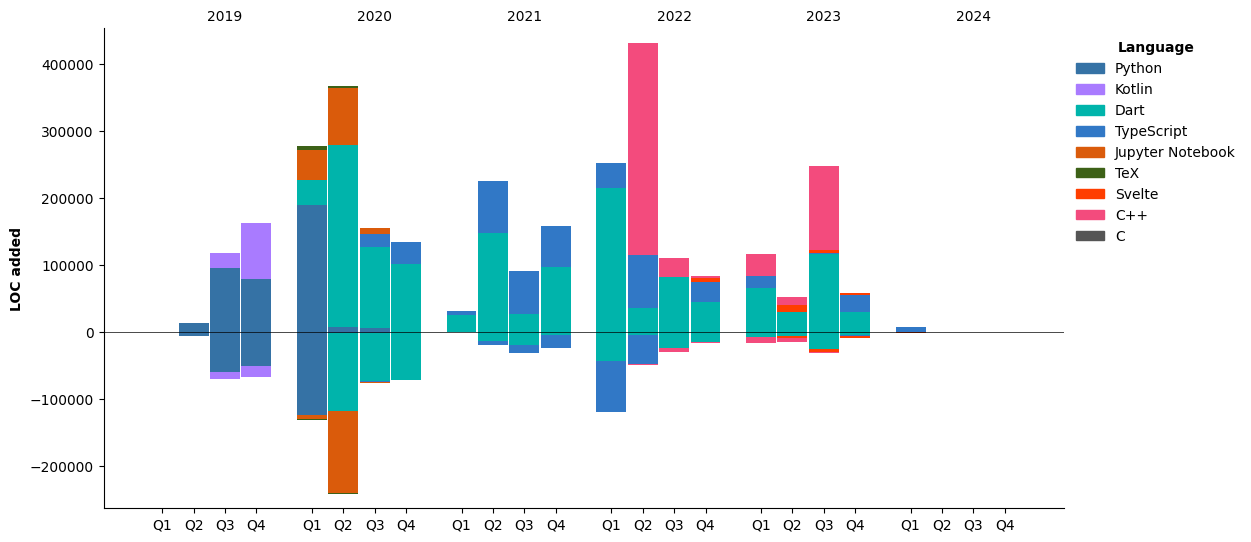 2019 2020 2021 2022 2023 2024
LOC added
400000
300000
200000
100000
0
−100000
−200000
Q1 Q2 Q3 Q4 Q1 Q2 Q3 Q4 Q1 Q2 Q3 Q4 Q1 Q2 Q3 Q4 Q1 Q2 Q3 Q4 Q1 Q2 Q3 Q4
Language
Python
Kotlin
Dart
TypeScript
Jupyter Notebook
TeX
Svelte
C++
C